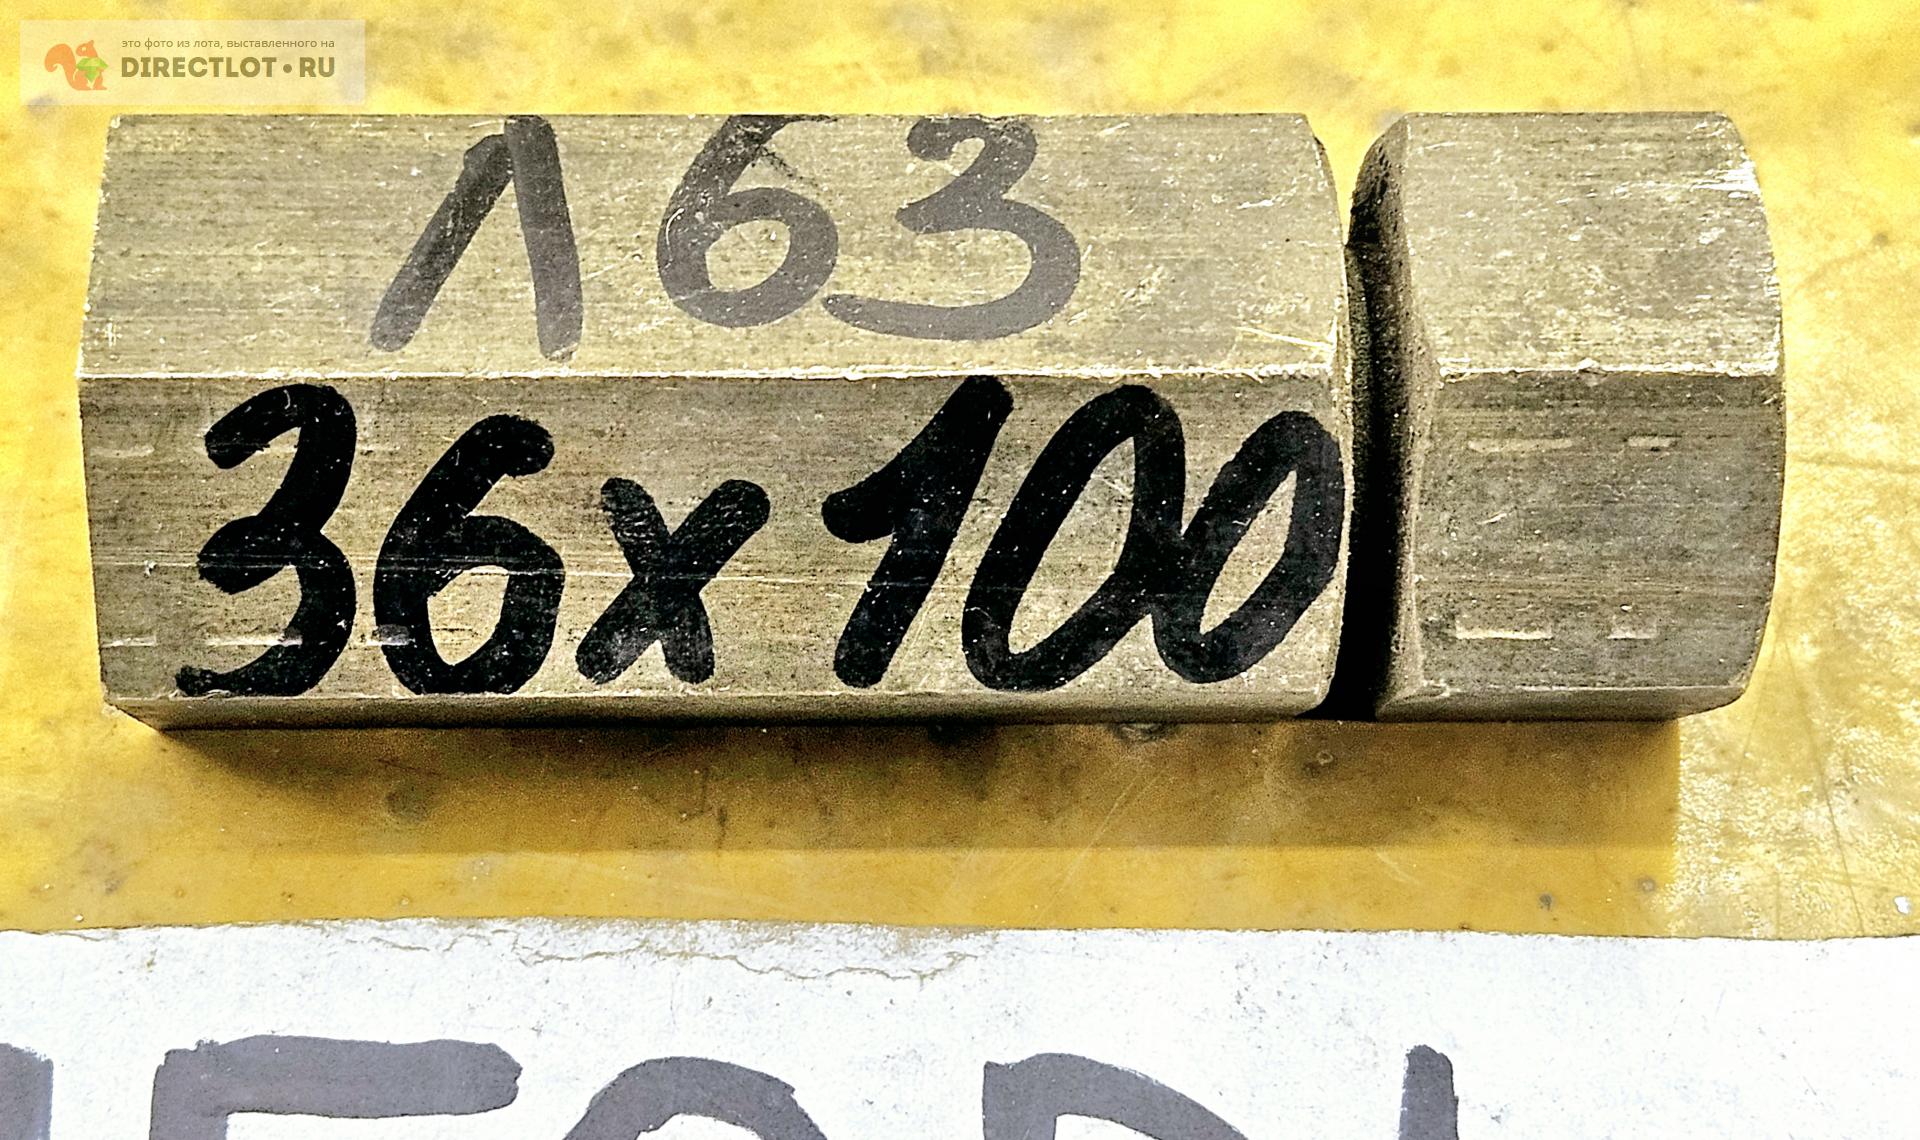 это фото из лота, выставленного на
DIRECTLOT•RU
Л63
36х100